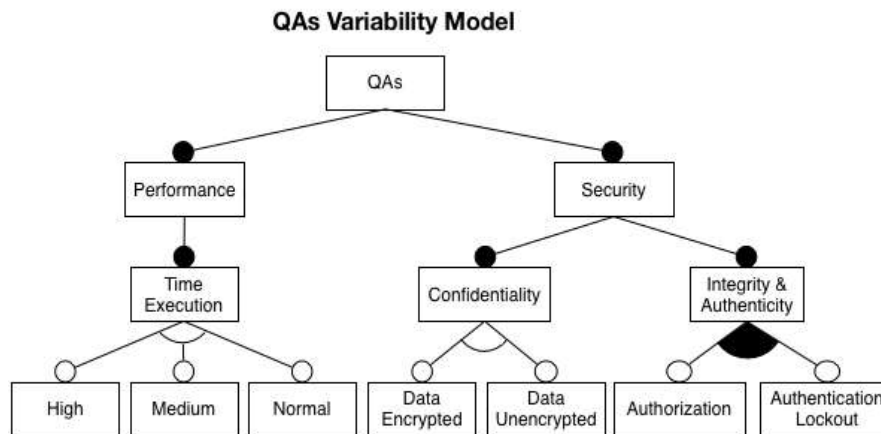 QAs Variability Model
QAs
Performance
Security
Time
Execution
Confidentiality
Integrity &
Authenticity
High
Medium
Normal
Data
Encrypted
Data
Unencrypted
Authorization
Authentication
Lockout